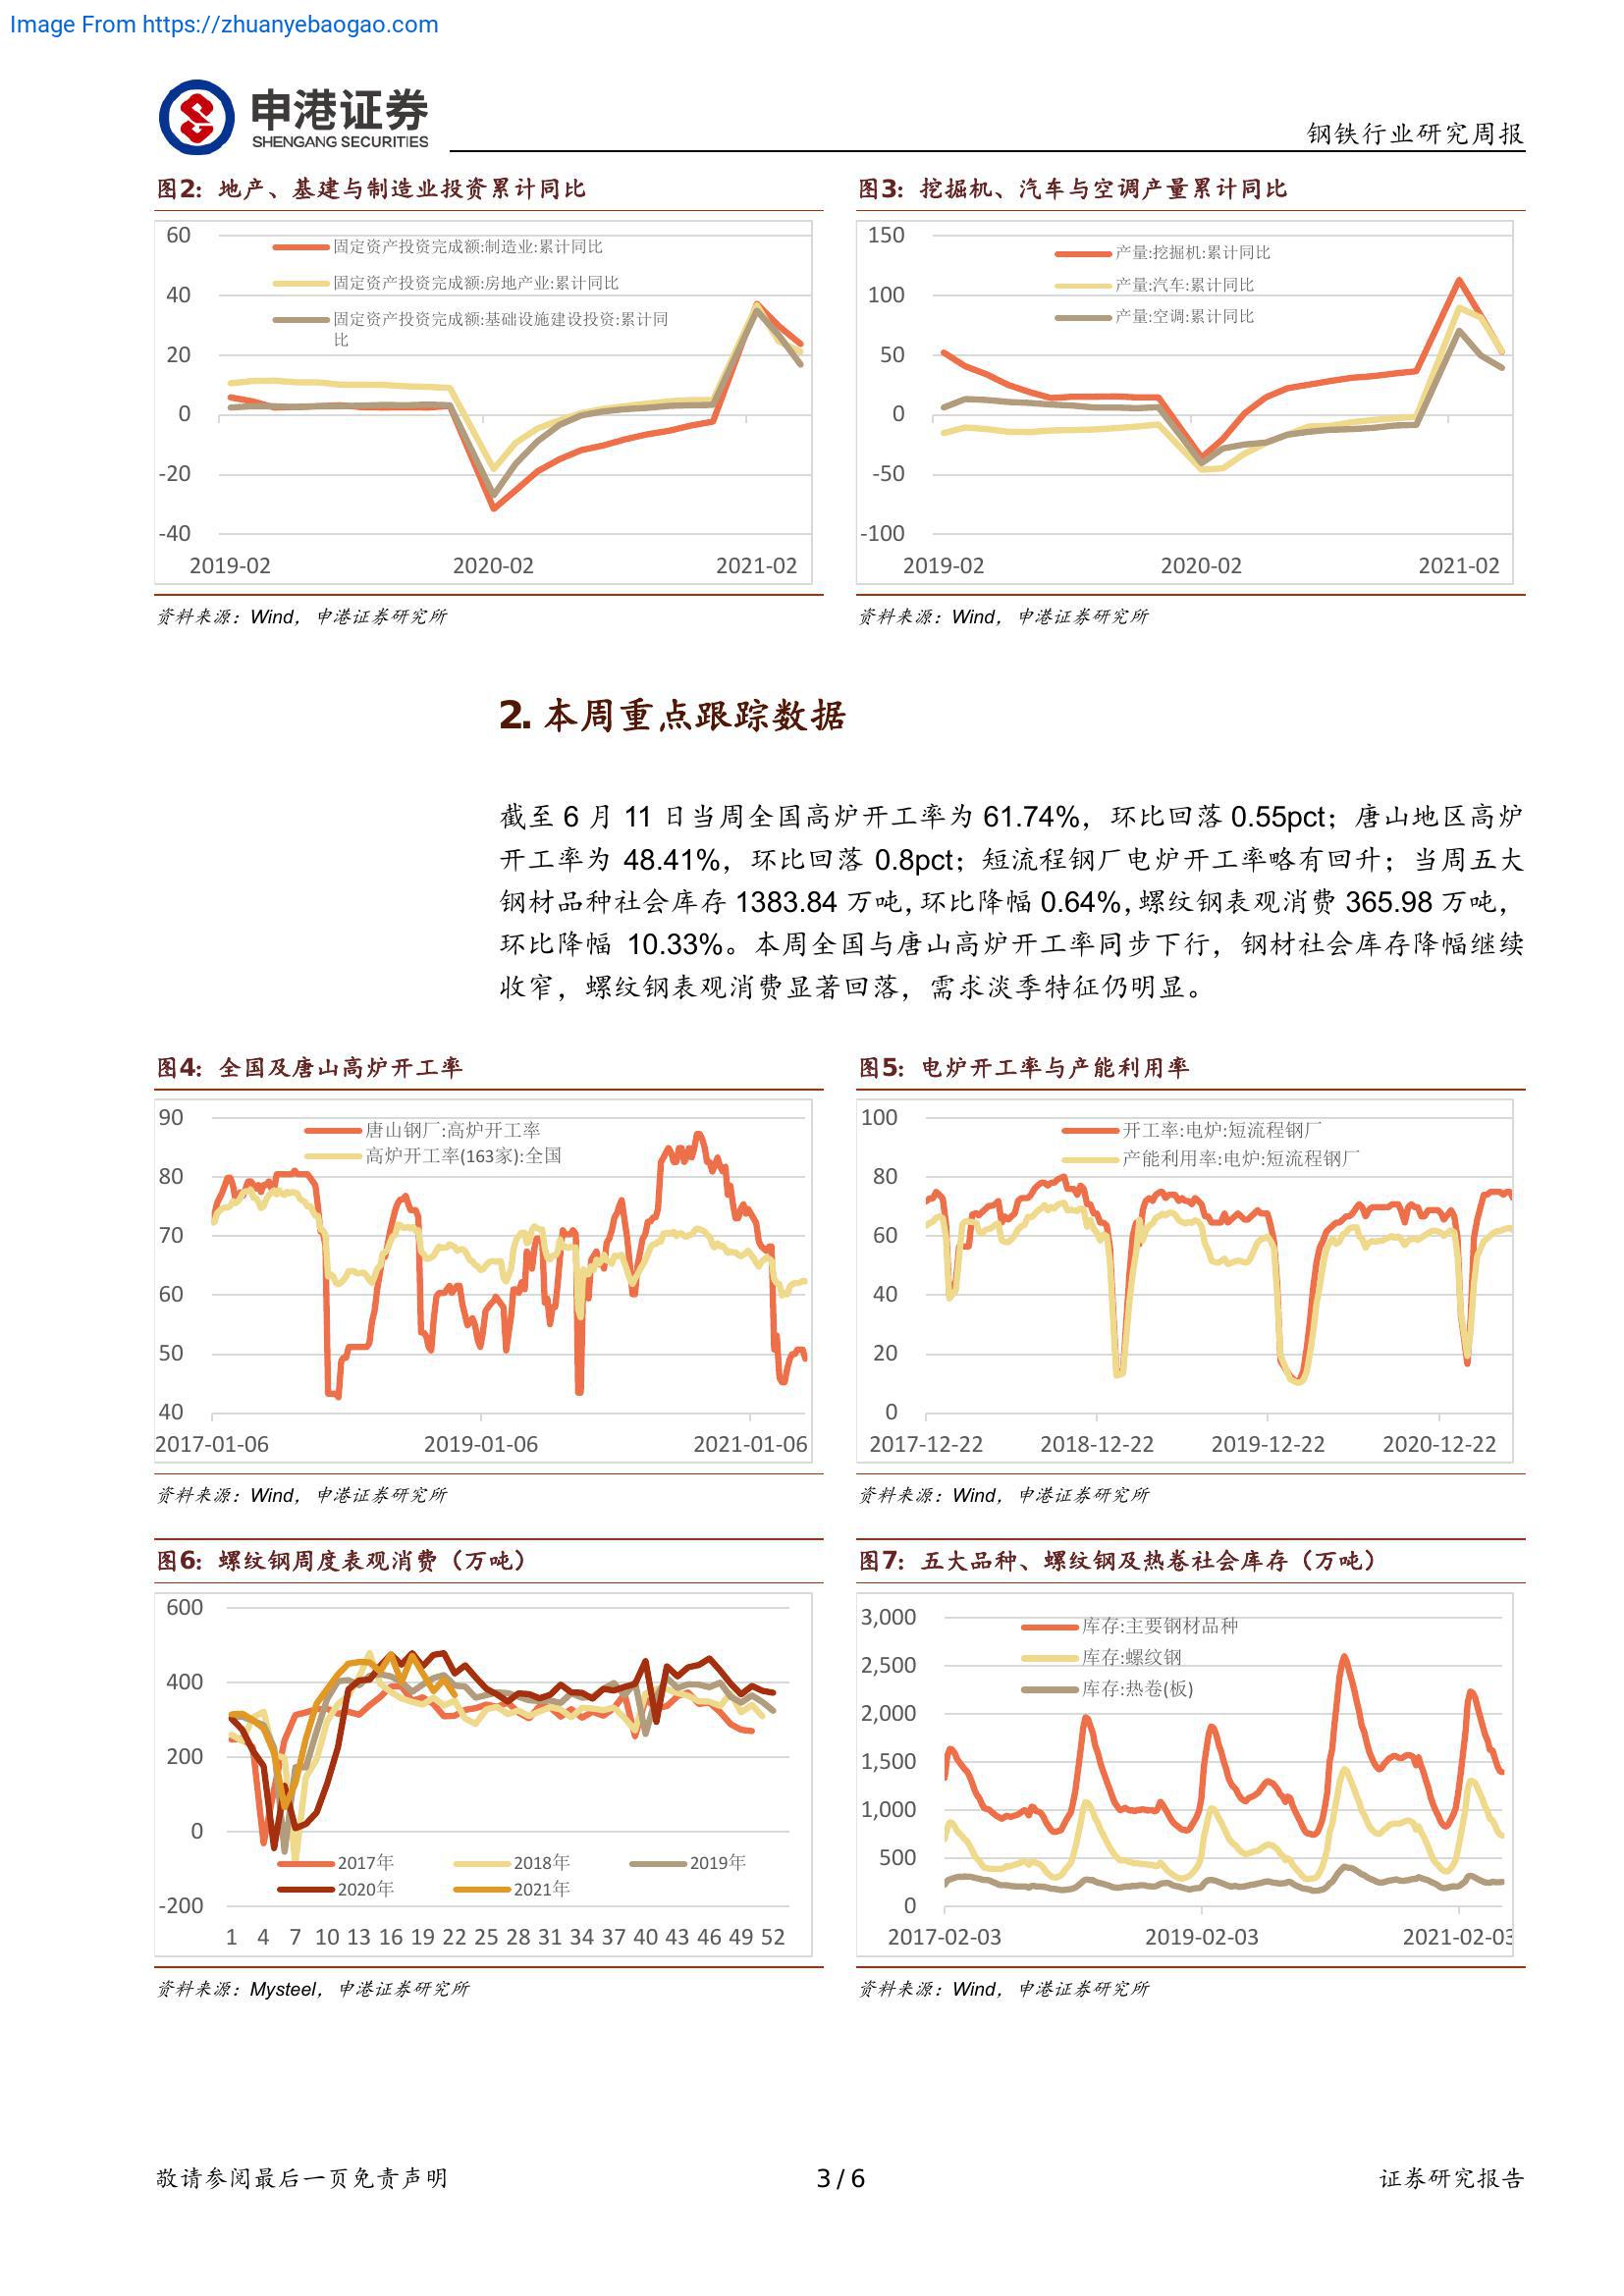 Image From https://zhuanyebaogao.com
申港证券
SHENGANG SECURITIES
钢铁行业研究周报
图2：地产、基建与制造业投资累计同比
60
40
20
0
-20
-40
固定资产投资完成额:制造业:累计同比
固定资产投资完成额:房地产业:累计同比
固定资产投资完成额:基础设施建设投资:累计同
比
2019-02 2020-02 2021-02
资料来源：Wind，申港证券研究所
图3：挖掘机、汽车与空调产量累计同比
150
100
50
0
-50
-100
产量:挖掘机:累计同比
产量:汽车:累计同比
产量:空调:累计同比
2019-02 2020-02 2021-02
资料来源：Wind，申港证券研究所
2. 本周重点跟踪数据
截至 6 月 11 日当周全国高炉开工率为 61.74%，环比回落 0.55pct；唐山地区高炉
开工率为 48.41%，环比回落 0.8pct；短流程钢厂电炉开工率略有回升；当周五大
钢材品种社会库存 1383.84 万吨，环比降幅 0.64%，螺纹钢表观消费 365.98 万吨，
环比降幅 10.33%。本周全国与唐山高炉开工率同步下行，钢材社会库存降幅继续
收窄，螺纹钢表观消费显著回落，需求淡季特征仍明显。
图4：全国及唐山高炉开工率
90
80
70
60
50
40
唐山钢厂:高炉开工率
高炉开工率(163家):全国
2017-01-06 2019-01-06 2021-01-06
资料来源：Wind，申港证券研究所
图5：电炉开工率与产能利用率
100
80
60
40
20
0
开工率:电炉:短流程钢厂
产能利用率:电炉:短流程钢厂
2017-12-22 2018-12-22 2019-12-22 2020-12-22
资料来源：Wind，申港证券研究所
图6：螺纹钢周度表观消费（万吨）
600
400
200
0
-200
2017年 2018年 2019年
2020年 2021年
1 4 7 10 13 16 19 22 25 28 31 34 37 40 43 46 49 52
资料来源：Mysteel，申港证券研究所
图7：五大品种、螺纹钢及热卷社会库存（万吨）
3,000
2,500
2,000
1,500
1,000
500
0
库存:主要钢材品种
库存:螺纹钢
库存:热卷(板)
2017-02-03 2019-02-03 2021-02-03
资料来源：Wind，申港证券研究所
敬请参阅最后一页免责声明
3 / 6
证券研究报告